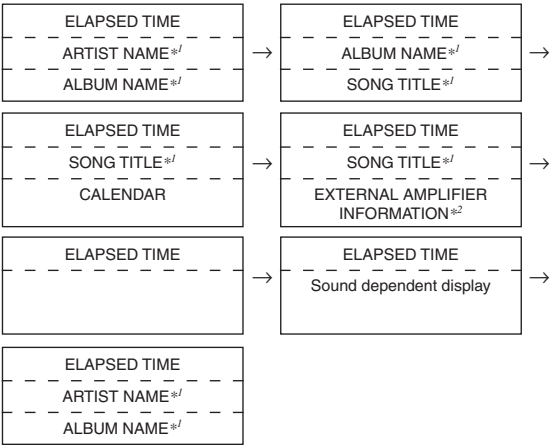 ELAPSED TIME
ARTIST NAME*1
ALBUM NAME*1
→
ELAPSED TIME
ALBUM NAME*1
SONG TITLE*1
→
ELAPSED TIME
SONG TITLE*1
CALENDAR
→
ELAPSED TIME
SONG TITLE*1
EXTERNAL AMPLIFIER
INFORMATION*2
→
ELAPSED TIME
→
ELAPSED TIME
Sound dependent display
→
ELAPSED TIME
ARTIST NAME*1
ALBUM NAME*1